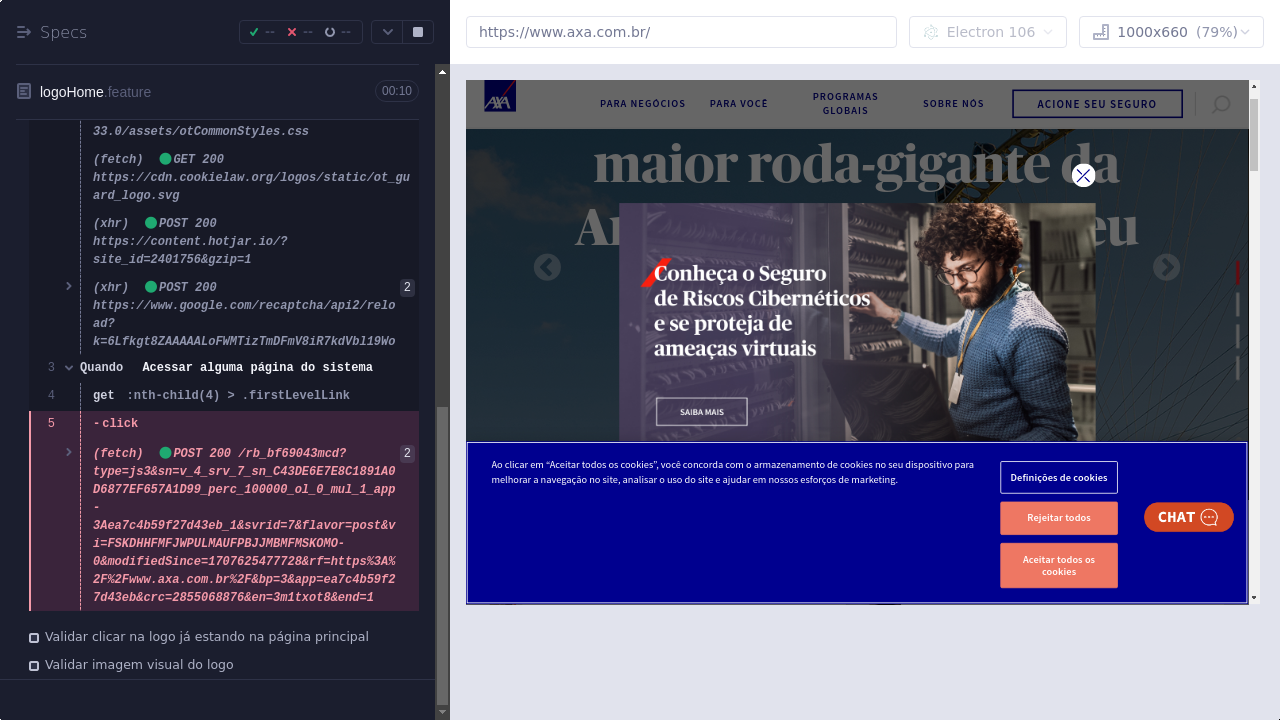 Specs
--
--
--
https://www.axa.com.br/
Electron 106
1000x660 (79%)
logoHome.feature
00:10
33.0/assets/otCommonStyles.css
(fetch) GET 200
https://cdn.cookielaw.org/logos/static/ot_gu
ard_logo.svg
(xhr) POST 200
https://content.hotjar.io/?
site_id=2401756&gzip=1
(xhr) POST 200
2
https://www.google.com/recaptcha/api2/relo
ad?
k=6Lfkgt8ZAAAAALoFWMTizTmDFmV8iR7kdVbl19Wo
3 Quando Acessar alguma página do sistema
4 get :nth-child(4) > .firstLevelLink
5 -click
(fetch) POST 200 /rb_bf69043mcd?
2
type=js3&sn=v_4_srv_7_sn_C43DE6E7E8C1891A0
D6877EF657A1D99_perc_100000_ol_0_mul_1_app
-
3Aea7c4b59f27d43eb_1&svrid=7&flavor=post&v
i=FSKDHHFMFJWPULMAUFPBJJMBMFMSKOMO-
0&modifiedSince=1707625477728&rf=https%3A%
2F%2Fwww.axa.com.br%2F&bp=3&app=ea7c4b59f2
7d43eb&crc=2855068876&en=3m1txot8&end=1
Validar clicar na logo já estando na página principal
Validar imagem visual do logo
AXA
PARA NEGÓCIOS
PARA VOCÊ
PROGRAMAS
GLOBAIS
SOBRE NÓS
ACIONE SEU SEGURO
maior roda-gigante da
Conheça o Seguro
de Riscos Cibernéticos
e se proteja de
ameaças virtuais
SAIBA MAIS
Ao clicar em “Aceitar todos os cookies”, você concorda com o armazenamento de cookies no seu dispositivo para
melhorar a navegação no site, analisar o uso do site e ajudar em nossos esforços de marketing.
Definições de cookies
Rejeitar todos
Aceitar todos os
cookies
CHAT